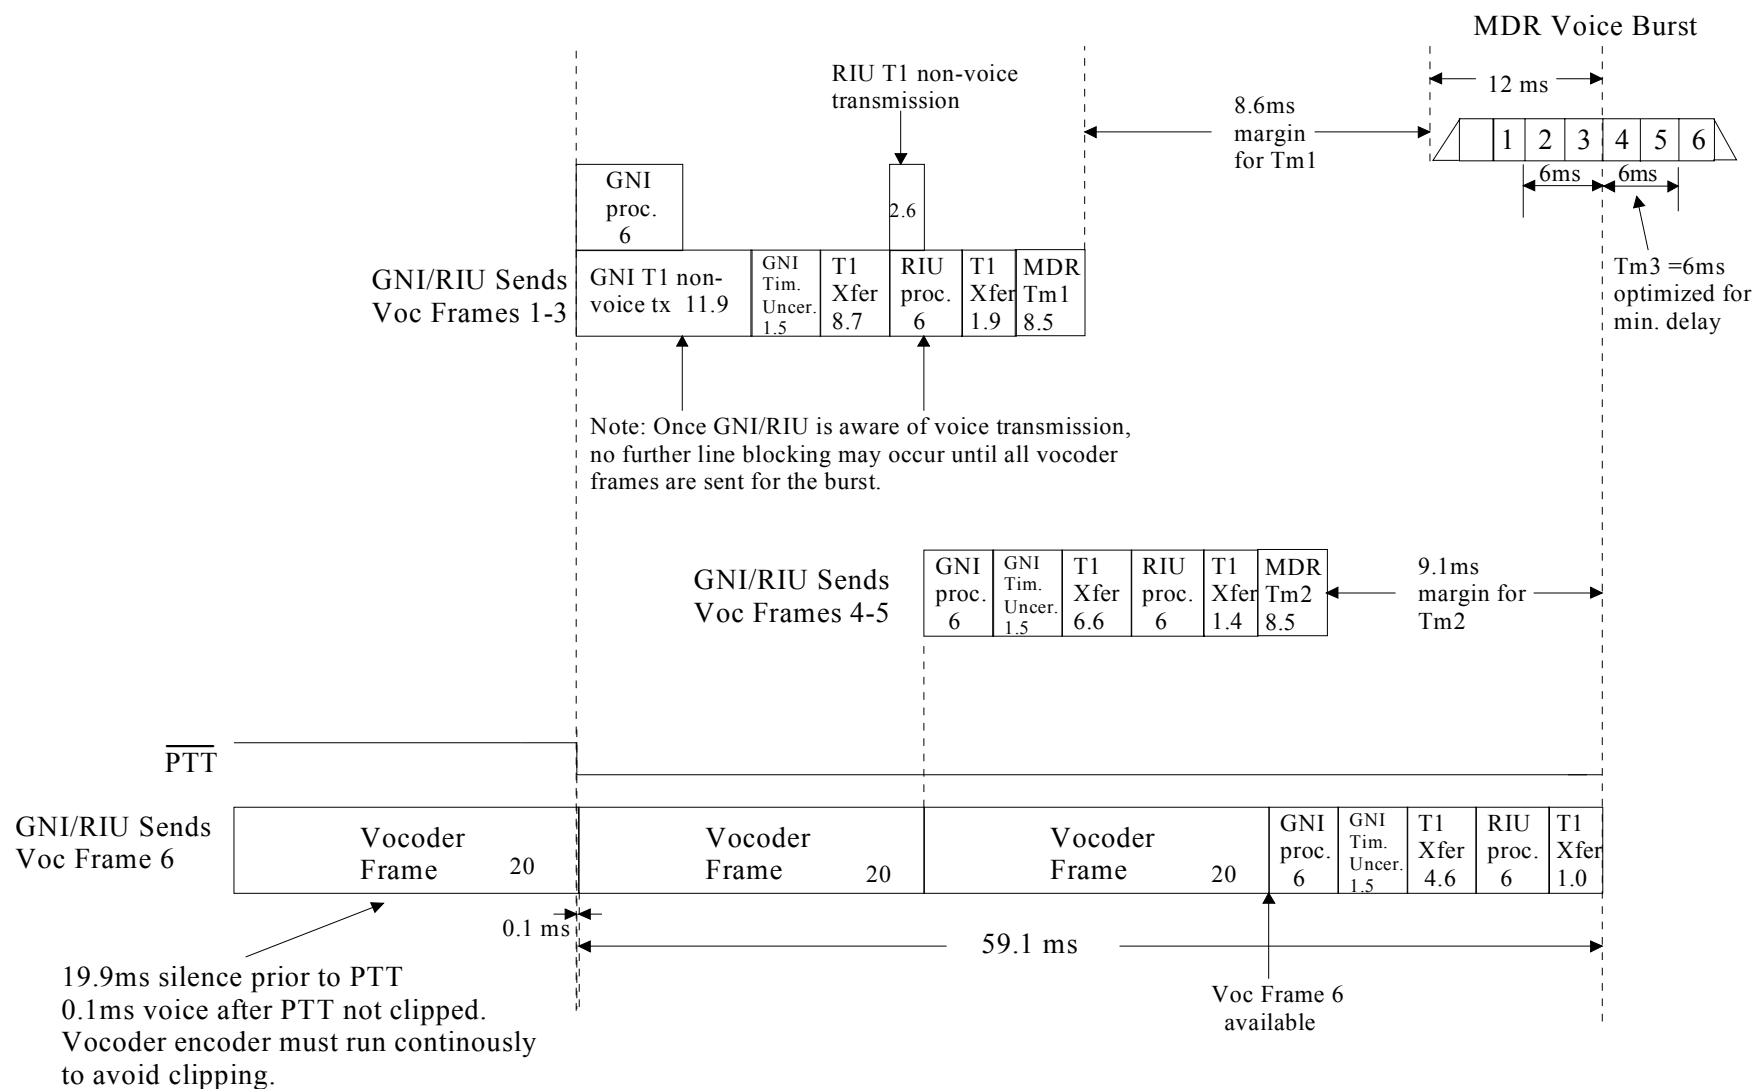 MDR Voice Burst
12 ms
RIU T1 non-voice
transmission
8.6ms
margin
for Tm1
1 2 3 4 5 6
6ms 6ms
Tm3 =6ms
optimized for
min. delay
GNI
proc.
6
2.6
GNI/RIU Sends
Voc Frames 1-3
GNI T1 non-
voice tx 11.9
GNI
Tim.
Uncer.
1.5
T1
Xfer
8.7
RIU
proc.
6
T1
Xfer
1.9
MDR
Tm1
8.5
Note: Once GNI/RIU is aware of voice transmission,
no further line blocking may occur until all vocoder
frames are sent for the burst.
GNI/RIU Sends
Voc Frames 4-5
GNI
proc.
6
GNI
Tim.
Uncer.
1.5
T1
Xfer
6.6
RIU
proc.
6
T1
Xfer
1.4
MDR
Tm2
8.5
9.1ms
margin for
Tm2
PTT
GNI/RIU Sends
Voc Frame 6
Vocoder
Frame 20
Vocoder
Frame 20
Vocoder
Frame 20
GNI
proc.
6
GNI
Tim.
Uncer.
1.5
T1
Xfer
4.6
RIU
proc.
6
T1
Xfer
1.0
0.1 ms
59.1 ms
19.9ms silence prior to PTT
0.1ms voice after PTT not clipped.
Vocoder encoder must run continously
to avoid clipping.
Voc Frame 6
available